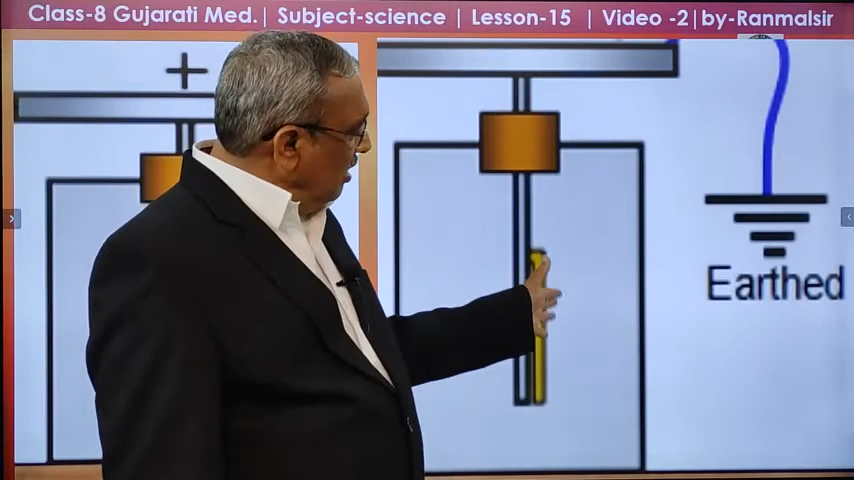 Class-8 Gujarati Med.| Subject-science | Lesson-15 | Video -2|by-Ranmalsir
+
Earthed